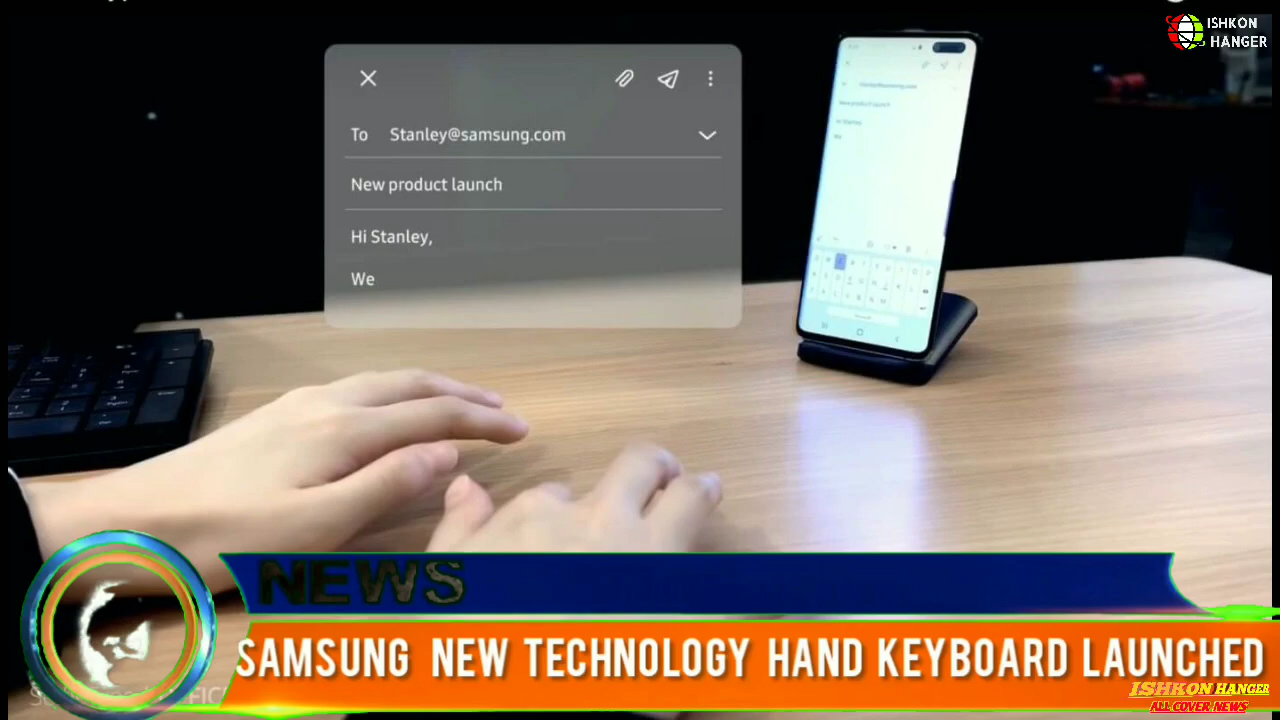 ISHKON
HANGER
To Stanley@samsung.com
New product launch
Hi Stanley,
We
NEWS
SAMSUNG NEW TECHNOLOGY HAND KEYBOARD LAUNCHED
ISHKON HANGER
ALL COVER NEWS